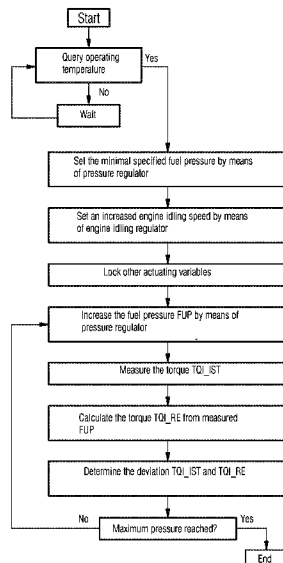 Start
Query operating
temperature
Yes
No
Wait
Set the minimal specified fuel pressure by means
of pressure regulator
Set an increased engine idling speed by means
of engine idling regulator
Lock other actuating variables
Increase the fuel pressure FUP by means of
pressure regulator
Measure the torque TQI_IST
Calculate the torque TQI_RE from measured
FUP
Determine the deviation TQI_IST and TQI_RE
No
Maximum pressure reached?
Yes
End